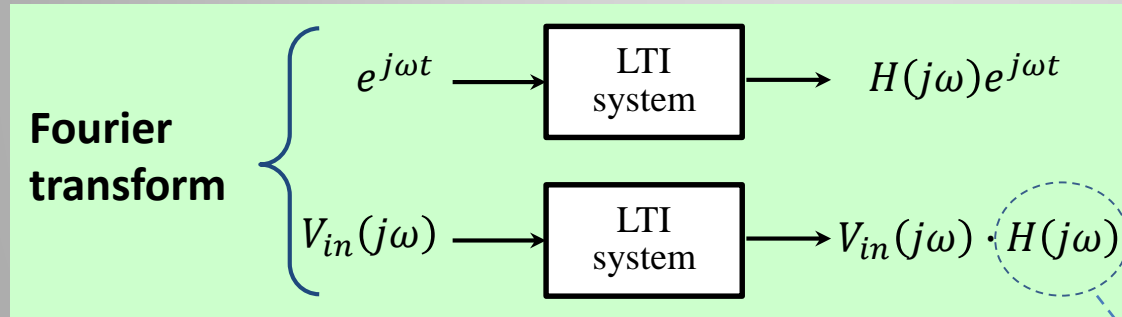 Fourier
transform
e^{jωt}
LTI
system
H(jω)e^{jωt}
V_{in}(jω)
LTI
system
V_{in}(jω) · H(jω)